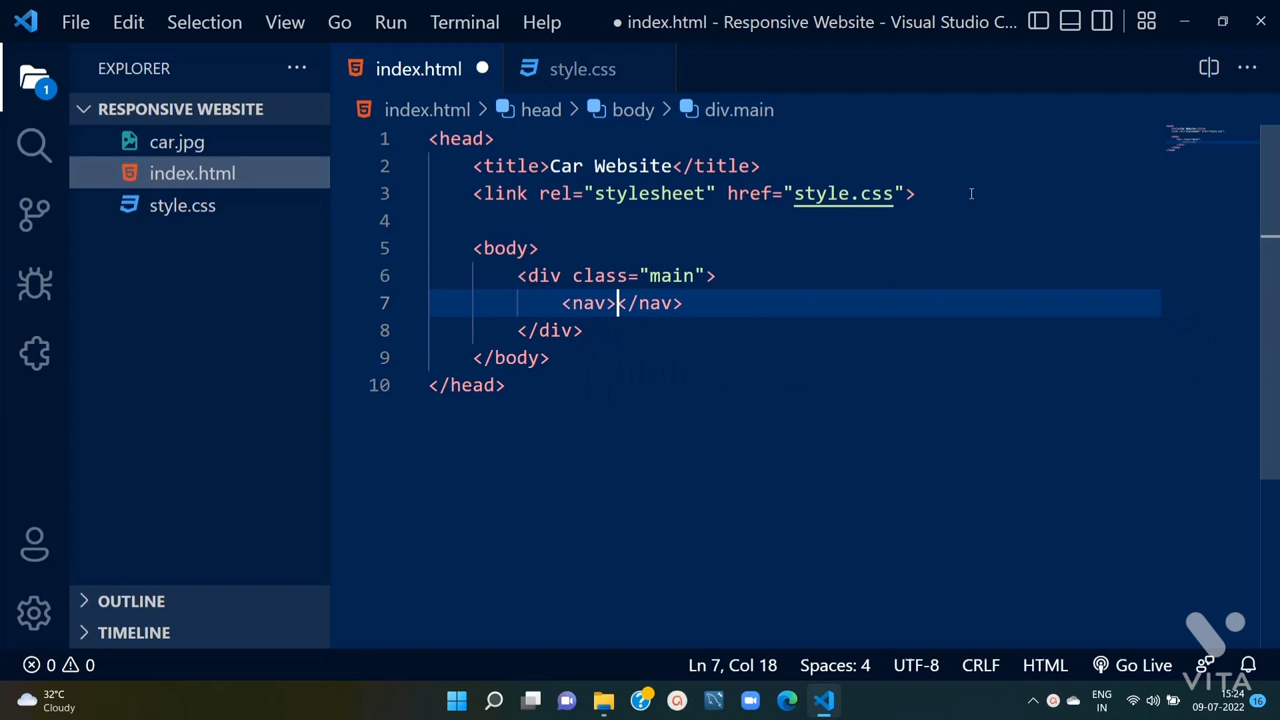 File Edit Selection View Go Run Terminal Help ● index.html - Responsive Website - Visual Studio C...
EXPLORER ...
index.html ● style.css
1
RESPONSIVE WEBSITE
index.html > head > body > div.main
car.jpg
index.html
style.css
1 <head>
2 <title>Car Website</title>
3 <link rel="stylesheet" href="style.css">
4
5 <body>
6 <div class="main">
7 <nav></nav>
8 </div>
9 </body>
10 </head>
OUTLINE
TIMELINE
VITA
0 0 Ln 7, Col 18 Spaces: 4 UTF-8 CRLF HTML Go Live
32°C
Cloudy
ENG
IN
15:24
09-07-2022
16